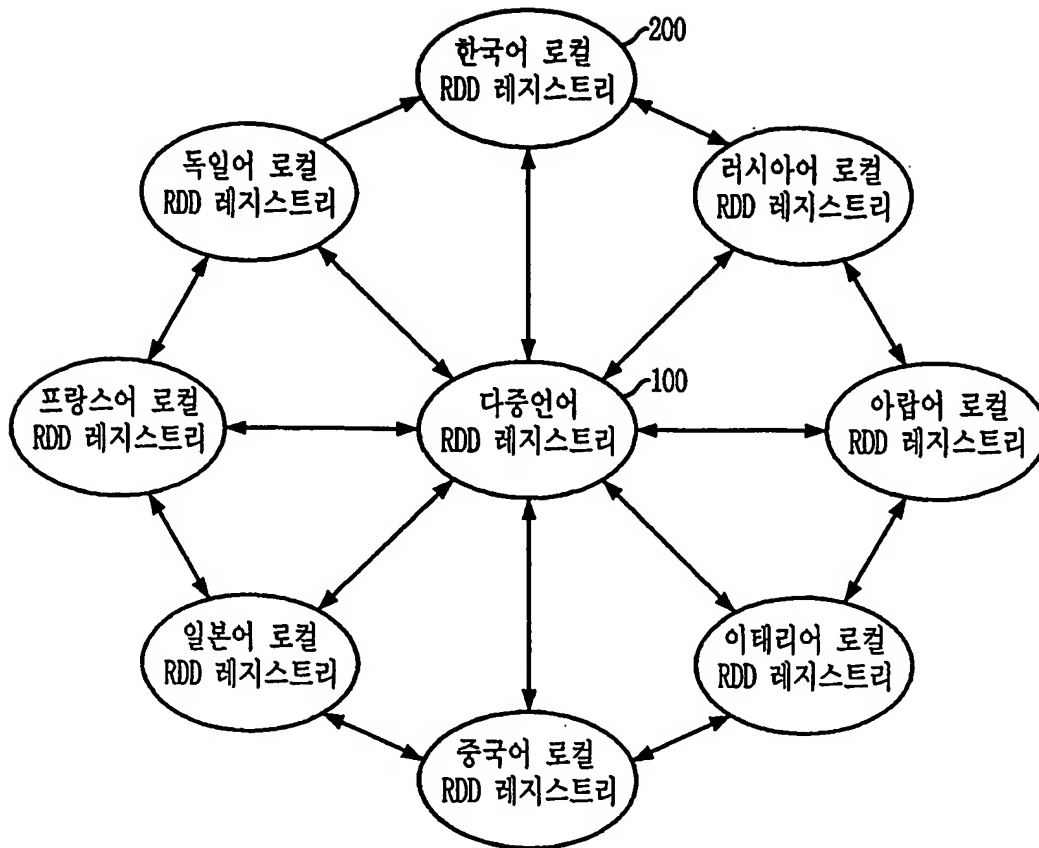 200
한국어 로컬
RDD 레지스트리
독일어 로컬
RDD 레지스트리
러시아어 로컬
RDD 레지스트리
프랑스어 로컬
RDD 레지스트리
100
다중언어
RDD 레지스트리
아랍어 로컬
RDD 레지스트리
일본어 로컬
RDD 레지스트리
이태리어 로컬
RDD 레지스트리
중국어 로컬
RDD 레지스트리